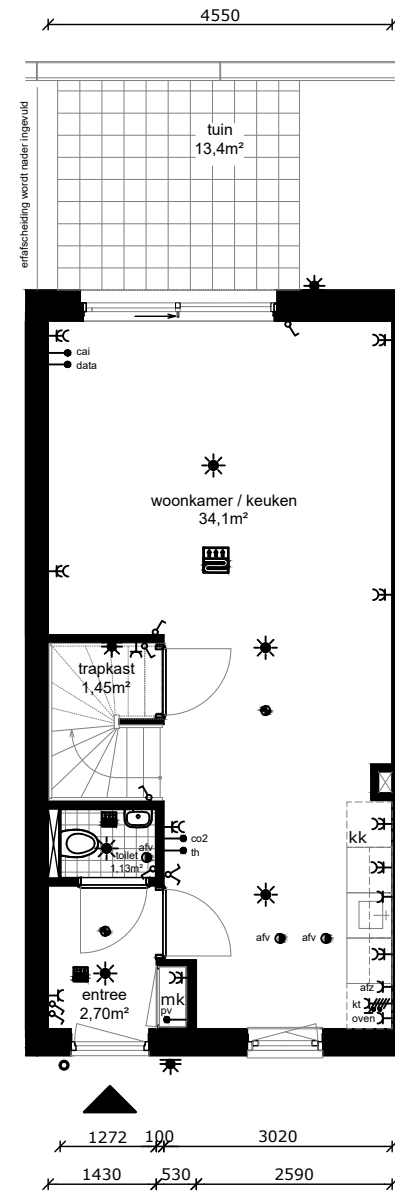 4550
erfafscheiding wordt nader ingevuld
tuin
13,4m²
cai
data
woonkamer / keuken
34,1m²
trapkast
1,45m²
kk
co2
th
afv
toilet
1,13m²
afv
afv
entree
2,70m²
mk
pv
afz
kt
oven
1272
100
3020
1430
530
2590